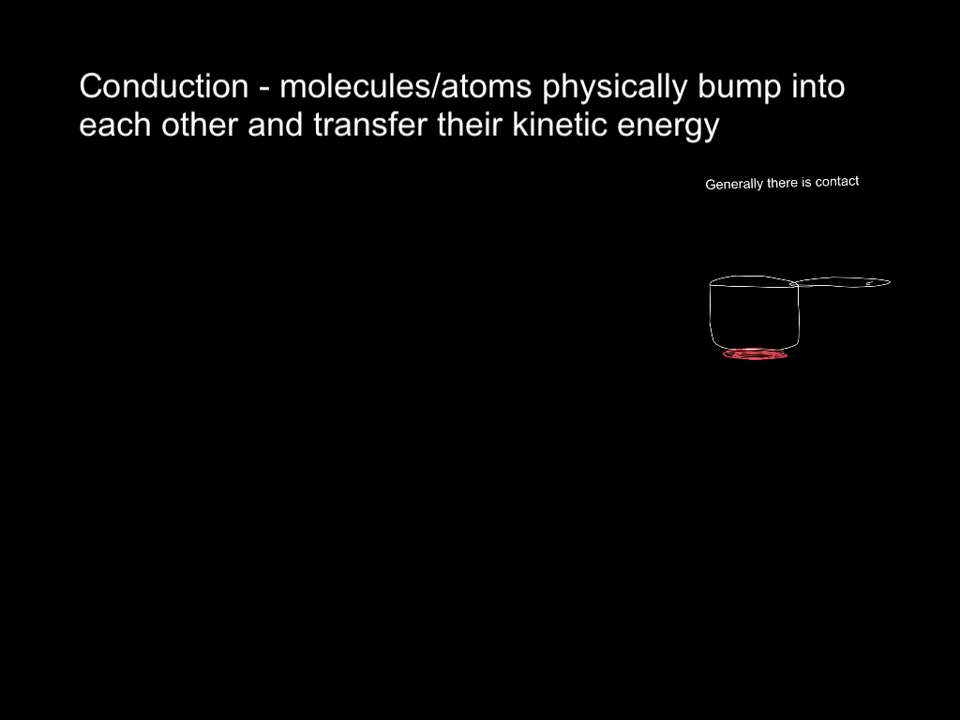 Conduction - molecules/atoms physically bump into
each other and transfer their kinetic energy
Generally there is contact